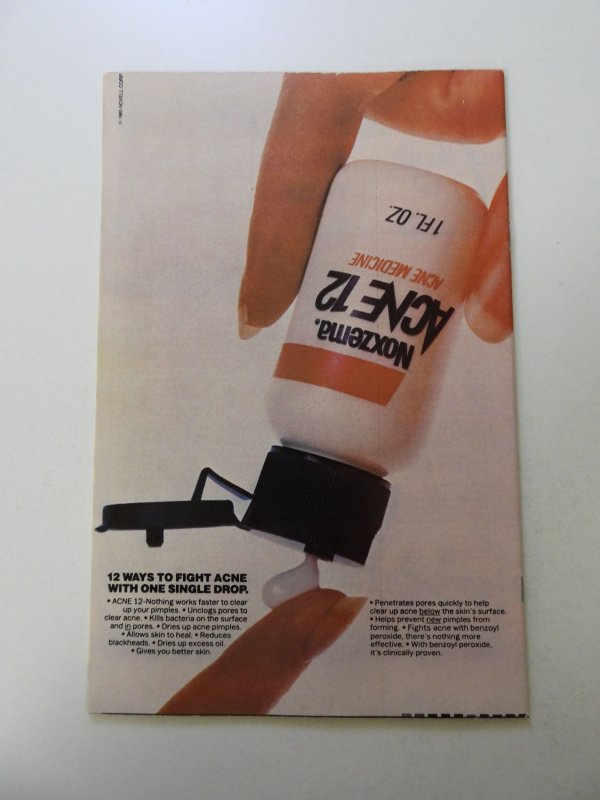 © 1985 NOXELL CORP.
1 FL. OZ.
ACNE MEDICINE
ACNE 12
Noxzema.
12 WAYS TO FIGHT ACNE
WITH ONE SINGLE DROP.
• ACNE 12–Nothing works faster to clear
up your pimples. • Unclogs pores to
clear acne. • Kills bacteria on the surface
and in pores. • Dries up acne pimples.
• Allows skin to heal. • Reduces
blackheads. • Dries up excess oil.
• Gives you better skin.
• Penetrates pores quickly to help
clear up acne below the skin's surface.
• Helps prevent new pimples from
forming. • Fights acne with benzoyl
peroxide, there's nothing more
effective. • With benzoyl peroxide,
it's clinically proven.